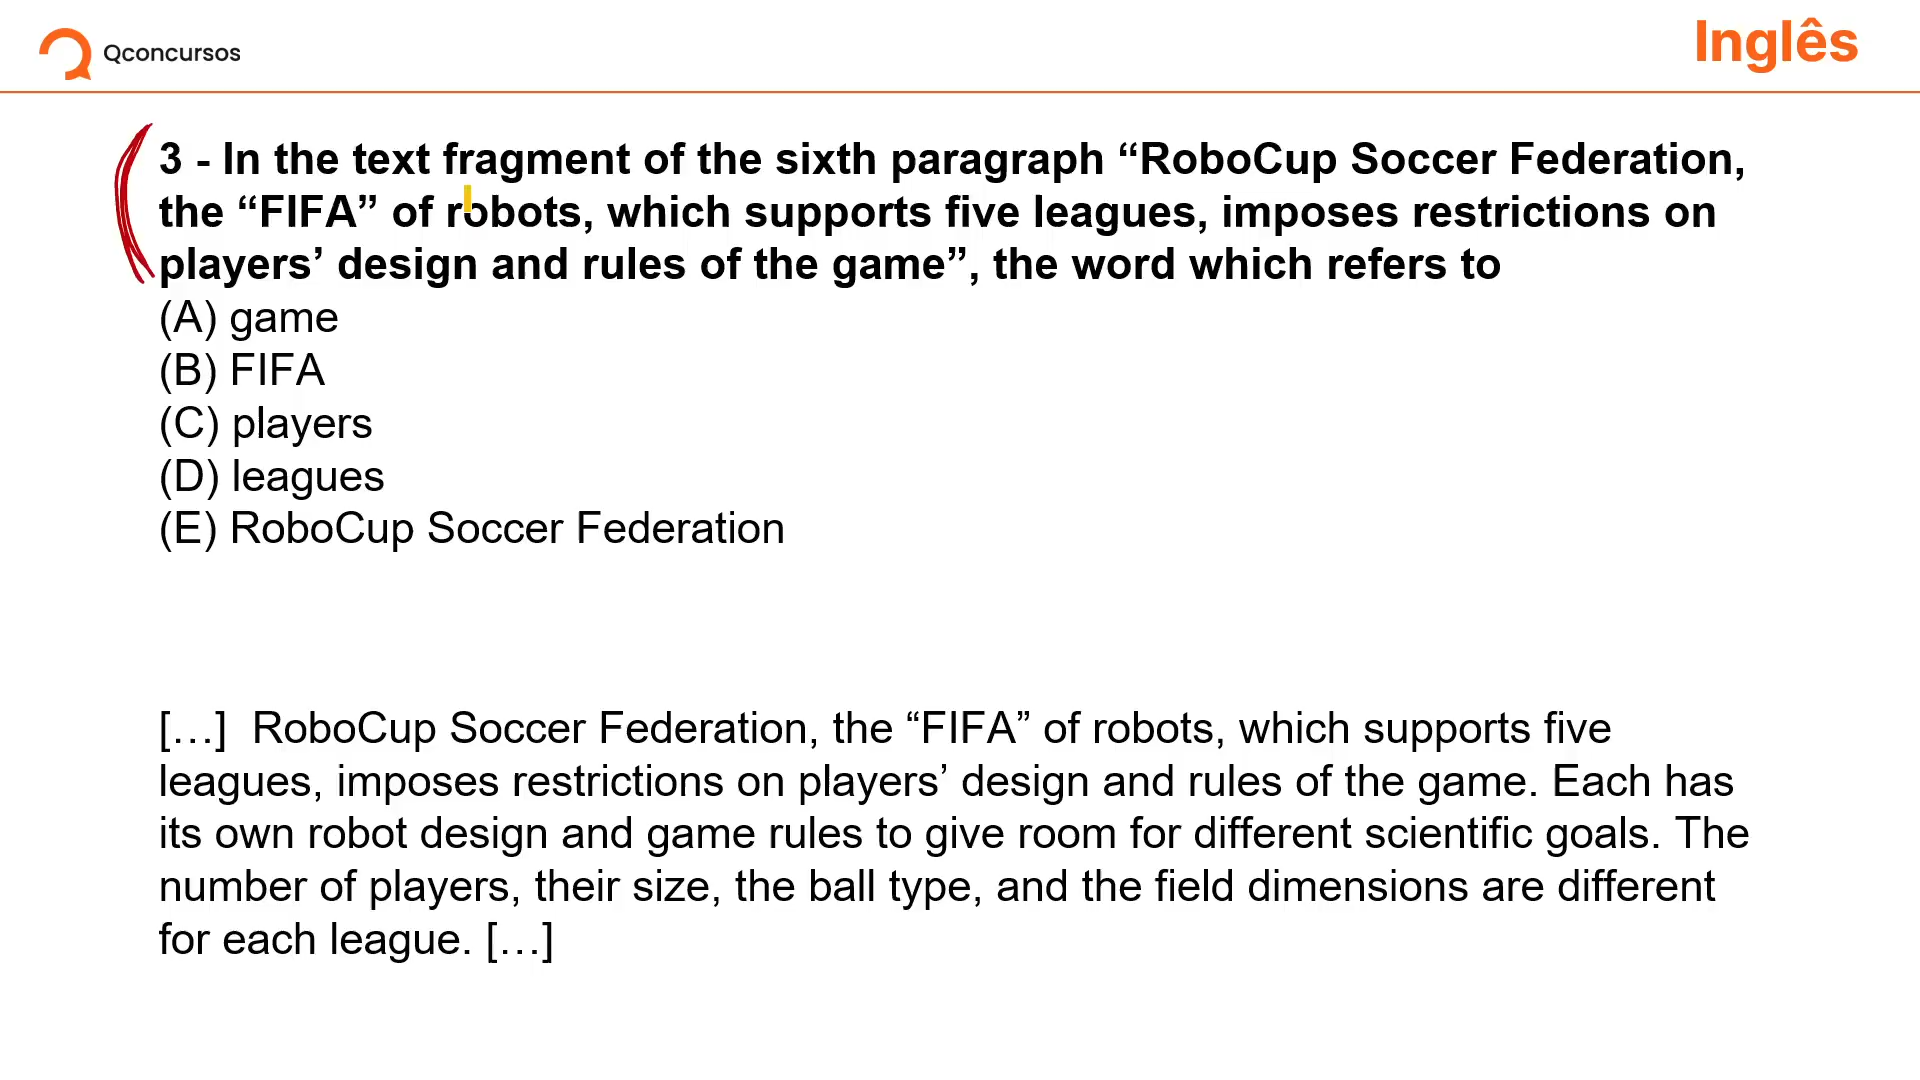 Qconcursos
Inglês
3 - In the text fragment of the sixth paragraph “RoboCup Soccer Federation,
the “FIFA” of robots, which supports five leagues, imposes restrictions on
players’ design and rules of the game”, the word which refers to
(A) game
(B) FIFA
(C) players
(D) leagues
(E) RoboCup Soccer Federation
[…] RoboCup Soccer Federation, the “FIFA” of robots, which supports five
leagues, imposes restrictions on players’ design and rules of the game. Each has
its own robot design and game rules to give room for different scientific goals. The
number of players, their size, the ball type, and the field dimensions are different
for each league. […]